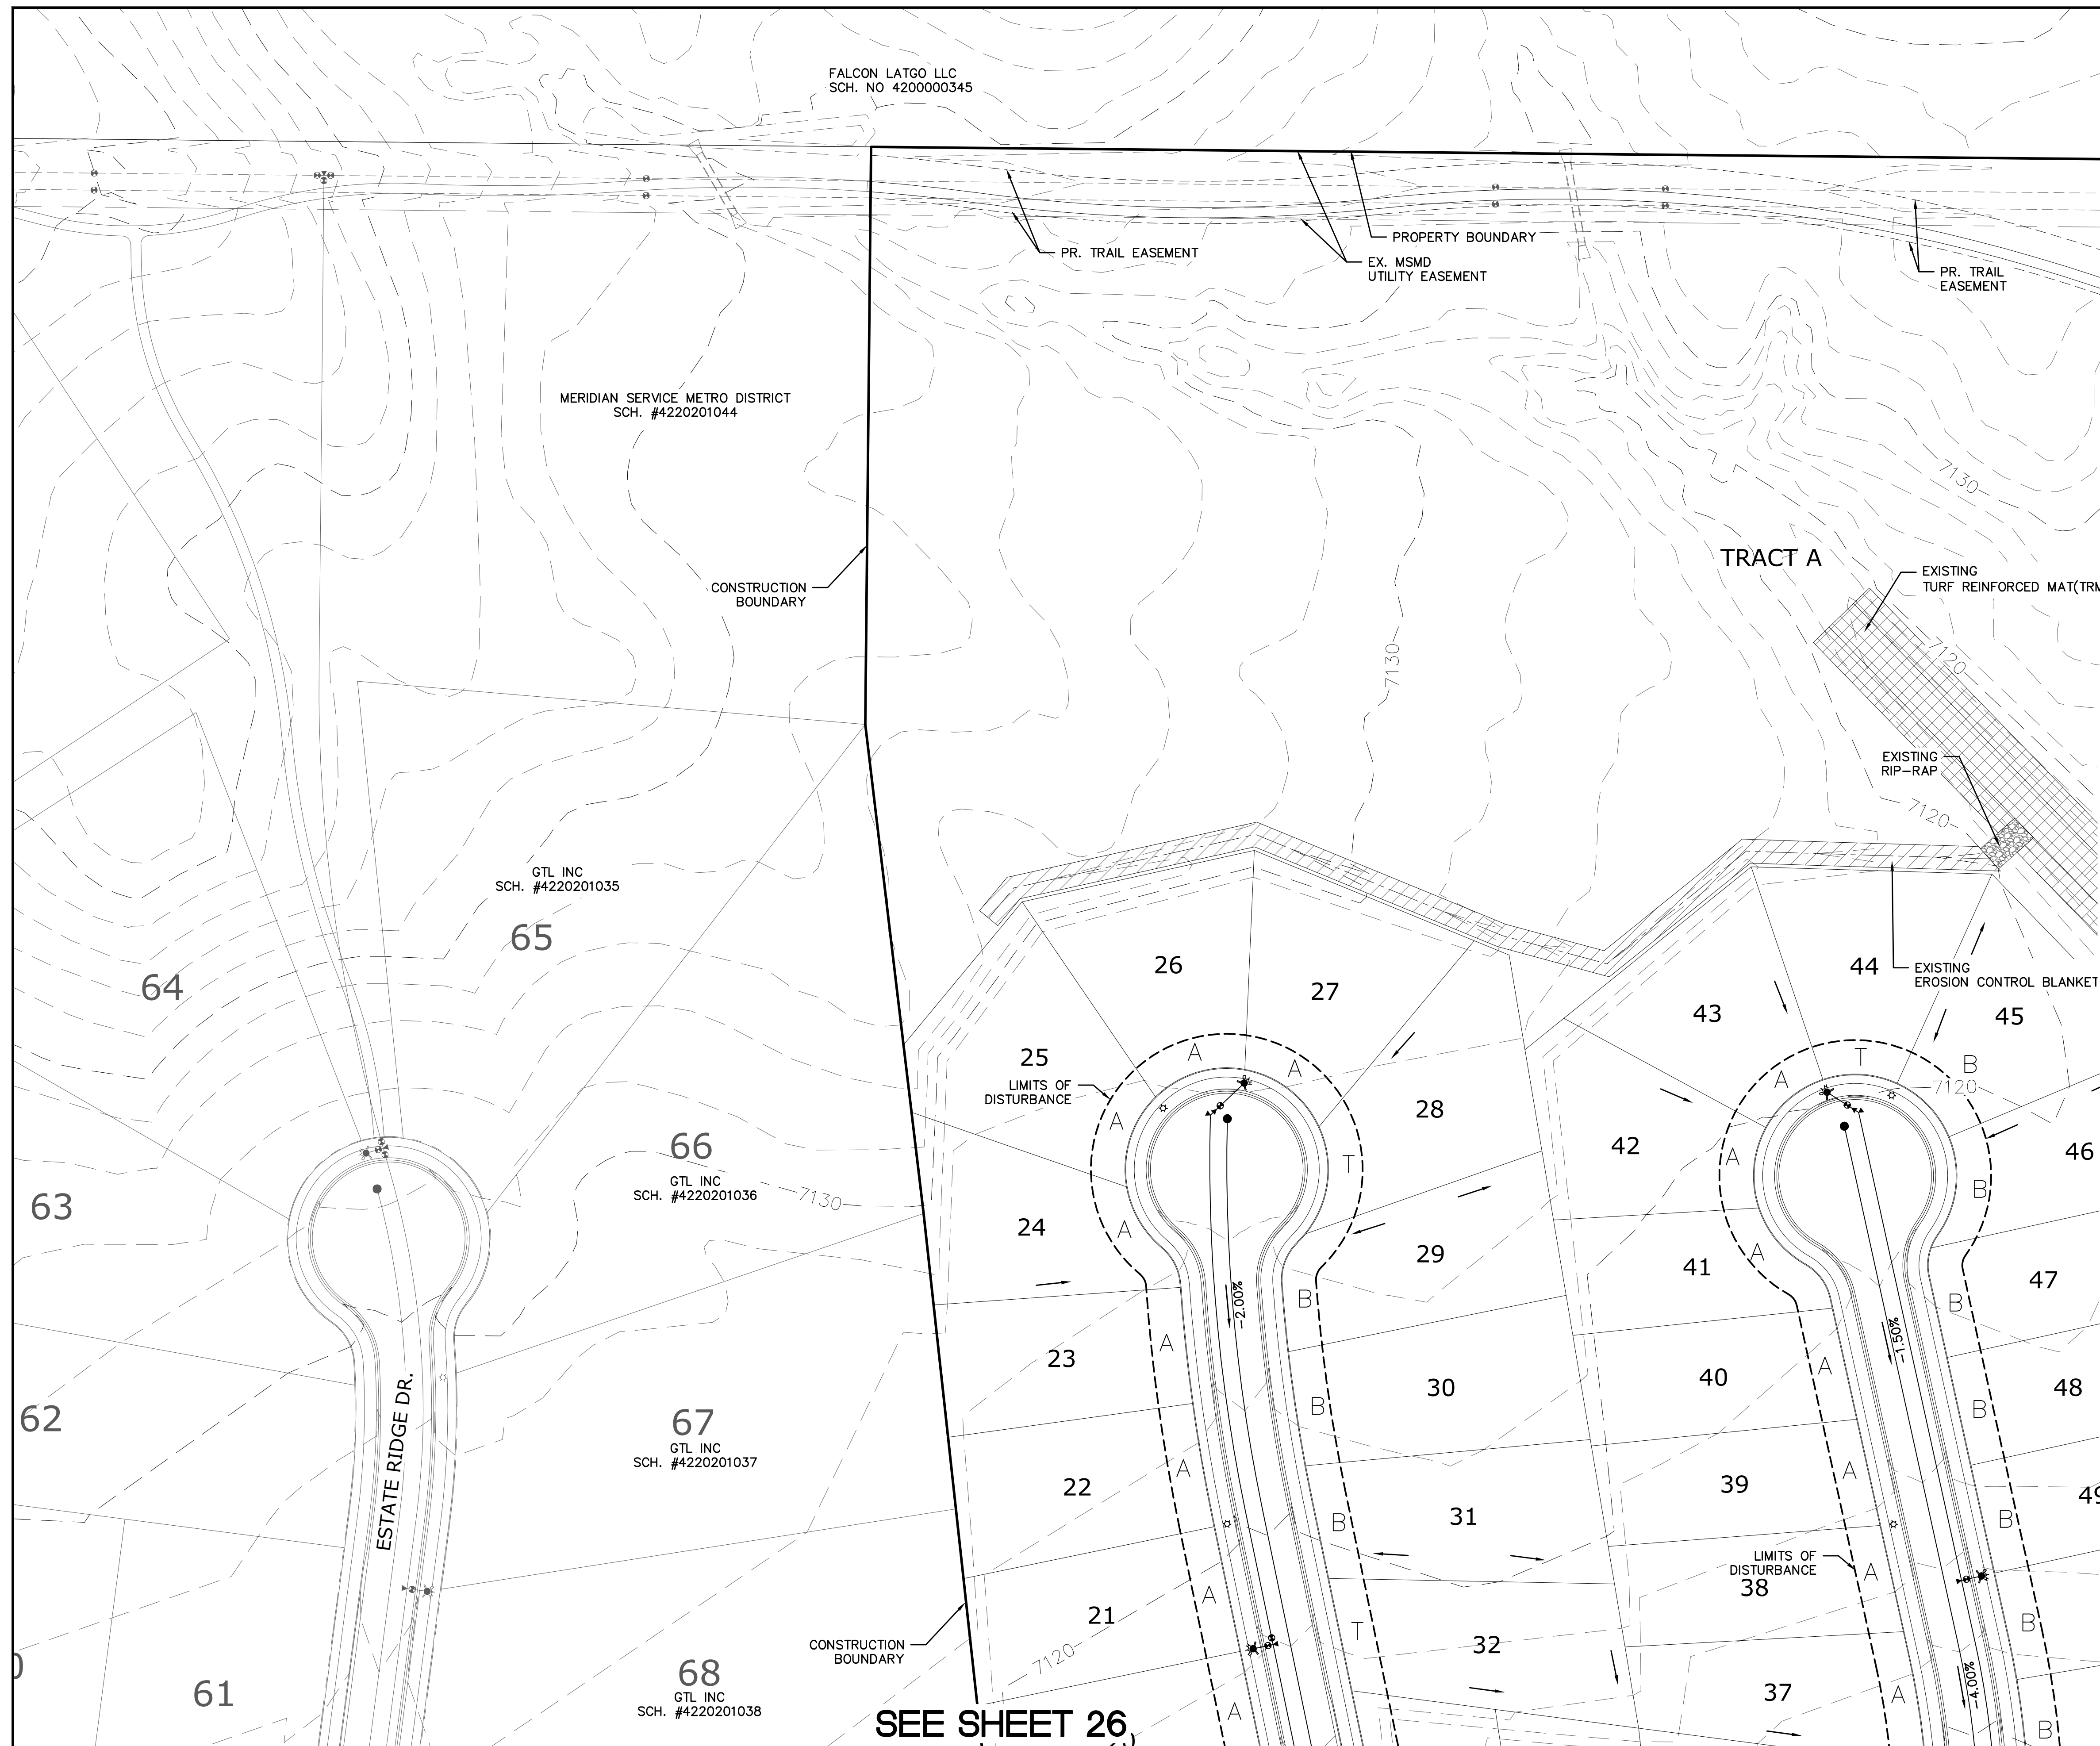 FALCON LATGO LLC
SCH. NO 4200000345
PR. TRAIL EASEMENT
PROPERTY BOUNDARY
EX. MSMD
UTILITY EASEMENT
PR. TRAIL
EASEMENT
MERIDIAN SERVICE METRO DISTRICT
SCH. #4220201044
7130
TRACT A
CONSTRUCTION
BOUNDARY
EXISTING
TURF REINFORCED MAT(TRM
7130
7120
EXISTING
RIP-RAP
7120
GTL INC
SCH. #4220201035
65
64
26
27
44
EXISTING
EROSION CONTROL BLANKET
43
45
25
LIMITS OF
DISTURBANCE
A
A
A
T
B
A
7120
A
28
42
46
66
GTL INC
SCH. #4220201036
7130
63
T
A
B
24
A
29
A
41
47
-2.00%
B
B
-1.50%
23
A
A
62
ESTATE RIDGE DR.
67
GTL INC
SCH. #4220201037
30
40
48
B
B
22
A
39
A
31
B
B
LIMITS OF
DISTURBANCE
38
A
A
21
7120
T
32
B
CONSTRUCTION
BOUNDARY
61
68
GTL INC
SCH. #4220201038
-4.00%
37
A
A
B
SEE SHEET 26